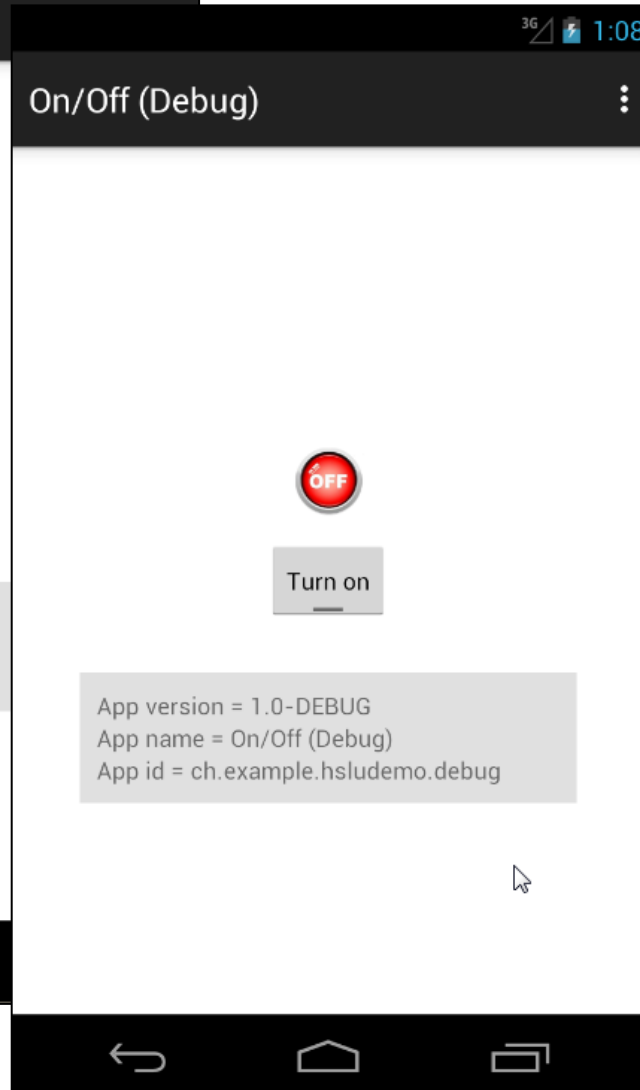 3G 1:08
On/Off (Debug)
OFF
Turn on
App version = 1.0-DEBUG
App name = On/Off (Debug)
App id = ch.example.hsludemo.debug